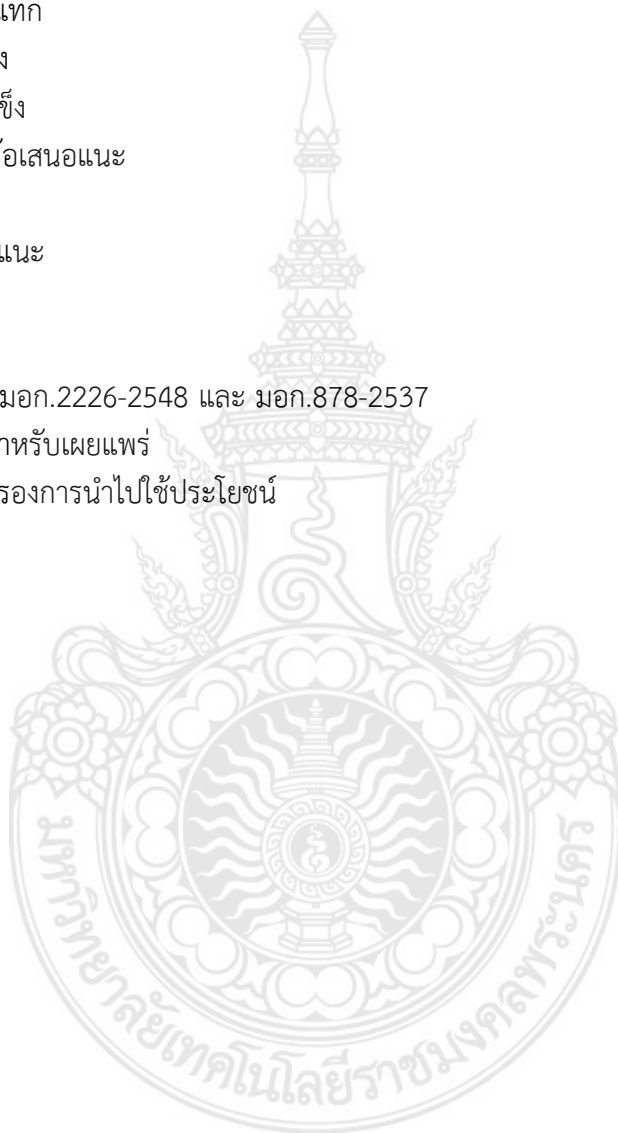 แทก
ง
ข็ง
้อเสนอแนะ
แนะ
มอก.2226-2548 และ มอก.878-2537
ำหรับเผยแพร่
รองการนำไปใช้ประโยชน์
มหาวิทยาลัยเทคโนโลยีราชมงคลพระนคร